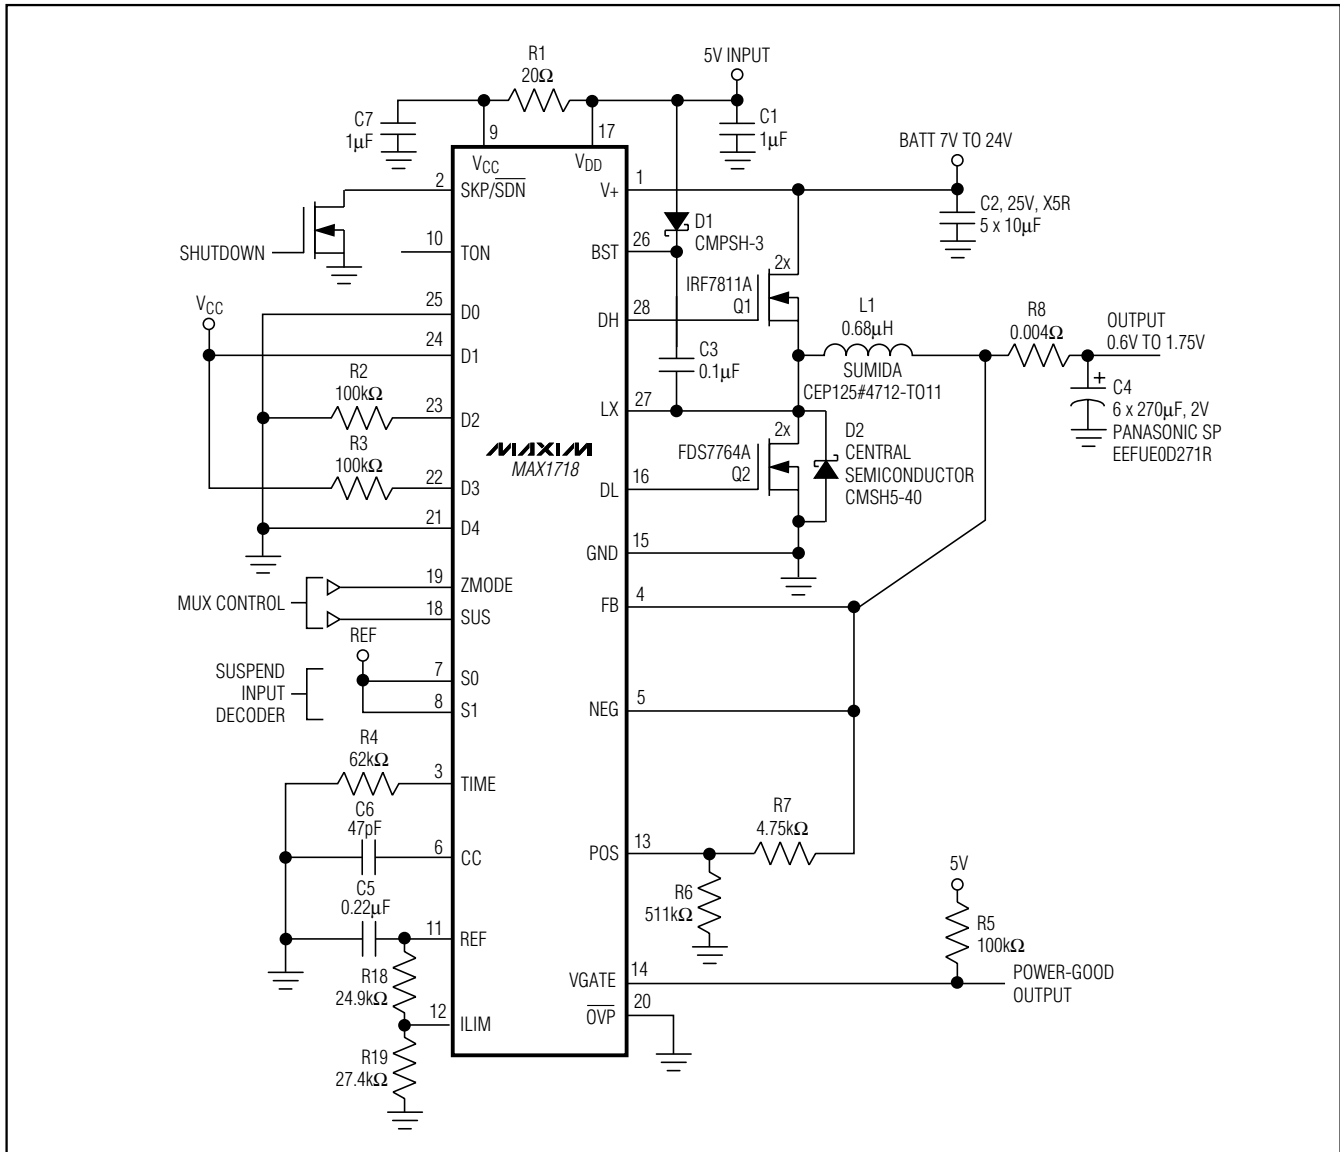 R1
20Ω
5V INPUT
C7
1μF
9
17
C1
1μF
BATT 7V TO 24V
VCC
VDD
2
SKP/SDN
V+
1
C2, 25V, X5R
5 x 10μF
D1
CMPSH-3
SHUTDOWN
10
TON
BST
26
2x
IRF7811A
Q1
VCC
25
D0
DH
28
L1
0.68μH
R8
0.004Ω
OUTPUT
0.6V TO 1.75V
24
D1
C3
0.1μF
SUMIDA
CEP125#4712-TO11
R2
100kΩ
23
D2
LX
27
C4
6 x 270μF, 2V
PANASONIC SP
EEFUE0D271R
+
R3
100kΩ
22
D3
MAXIM
MAX1718
2x
FDS7764A
Q2
D2
CENTRAL
SEMICONDUCTOR
CMSH5-40
DL
16
21
D4
GND
15
MUX CONTROL
19
ZMODE
18
SUS
FB
4
REF
SUSPEND
INPUT
DECODER
7
S0
8
S1
NEG
5
R4
62kΩ
3
TIME
R7
4.75kΩ
C6
47pF
6
CC
POS
13
R6
511kΩ
5V
R5
100kΩ
C5
0.22μF
11
REF
R18
24.9kΩ
VGATE
14
POWER-GOOD
OUTPUT
12
ILIM
OVP
20
R19
27.4kΩ